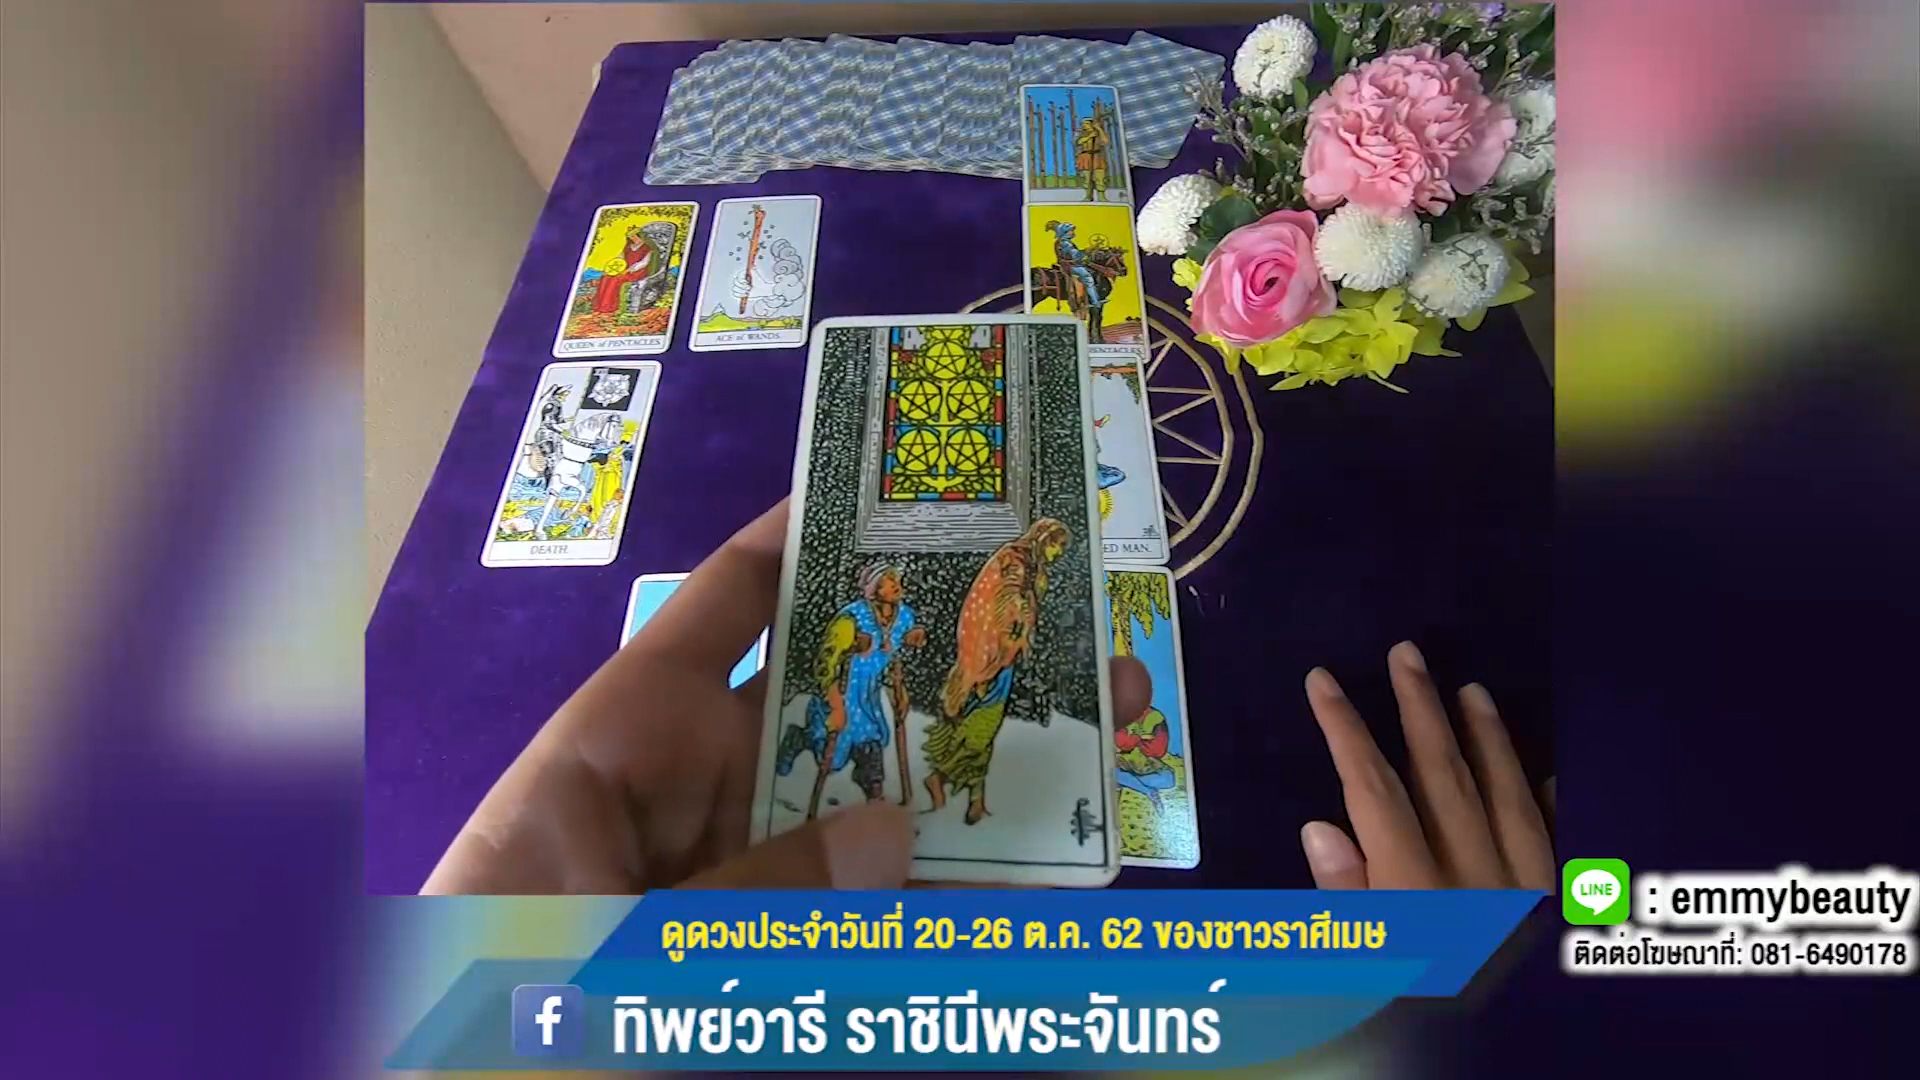 QUEEN of PENTACLES
ACE of WANDS.
PENTACLES
DEATH.
ED MAN.
LINE
: emmybeauty
ติดต่อโฆษณาที่: 081-6490178
ดูดวงประจำวันที่ 20-26 ต.ค. 62 ของชาวราศีเมษ
f ทิพย์วารี ราชินีพระจันทร์